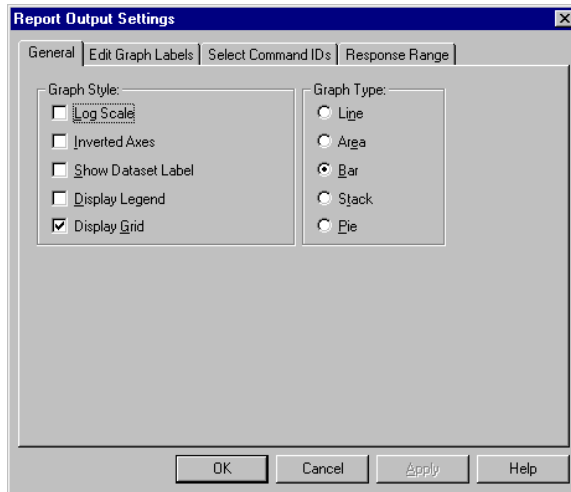 Report Output Settings
General Edit Graph Labels Select Command IDs Response Range
Graph Style: Graph Type:
Log Scale Line
Inverted Axes Area
Show Dataset Label Bar
Display Legend Stack
Display Grid Pie
OK Cancel Apply Help